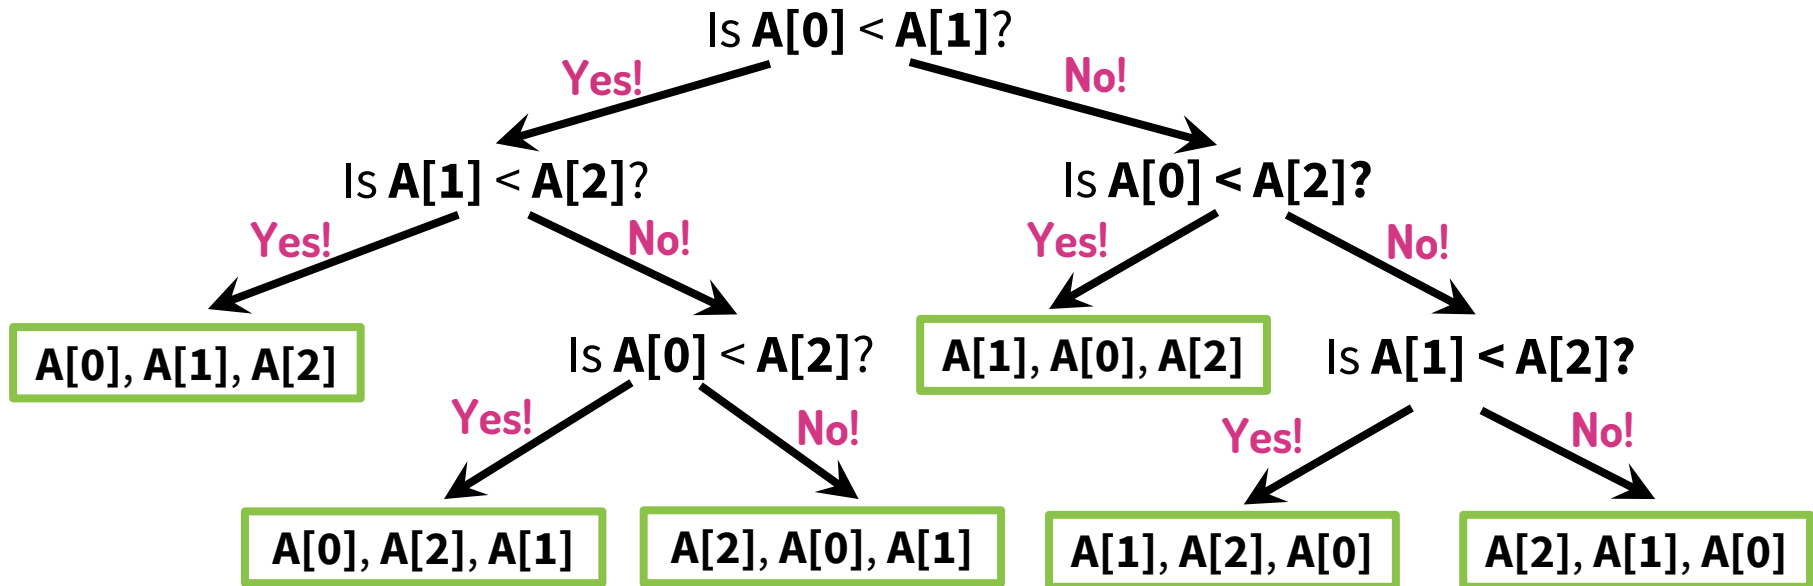 Is A[0] < A[1]?
Yes!
No!
Is A[1] < A[2]?
Is A[0] < A[2]?
Yes!
No!
Yes!
No!
A[0], A[1], A[2]
Is A[0] < A[2]?
A[1], A[0], A[2]
Is A[1] < A[2]?
Yes!
No!
Yes!
No!
A[0], A[2], A[1]
A[2], A[0], A[1]
A[1], A[2], A[0]
A[2], A[1], A[0]